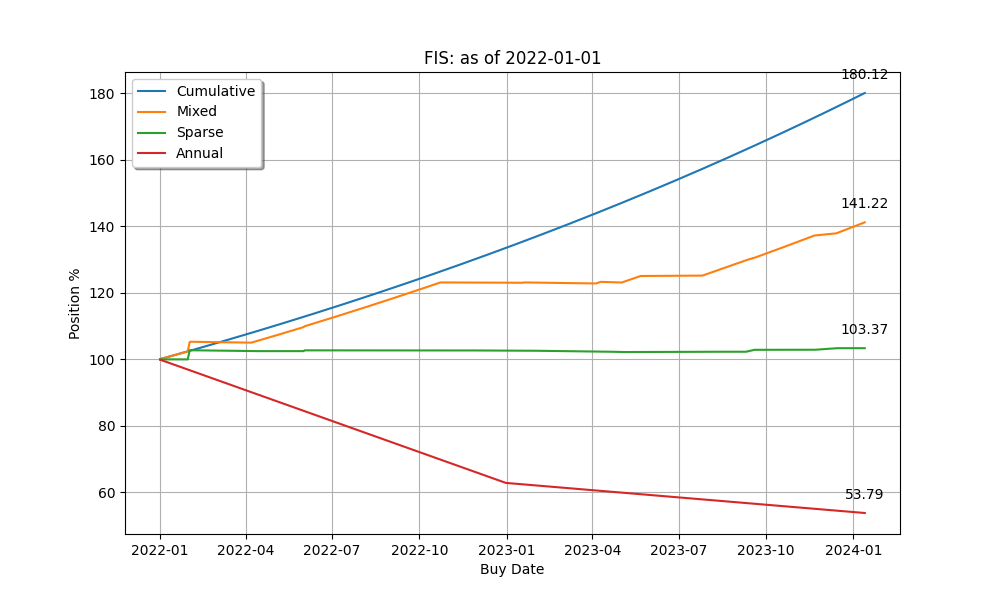 FIS: as of 2022-01-01
Cumulative
Mixed
Sparse
Annual
180.12
141.22
103.37
53.79
180
160
140
120
100
80
60
Position %
2022-01 2022-04 2022-07 2022-10 2023-01 2023-04 2023-07 2023-10 2024-01
Buy Date